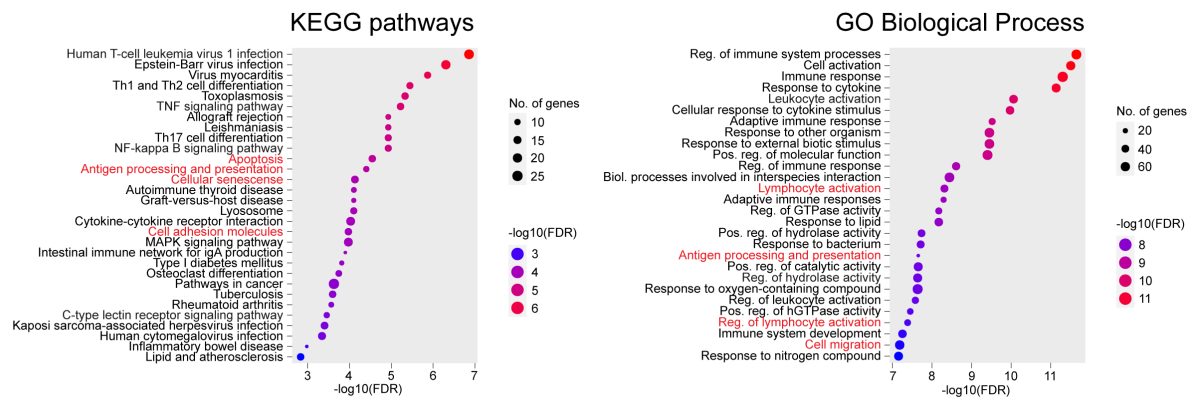 KEGG pathways
Human T-cell leukemia virus 1 infection
Epstein-Barr virus infection
Virus myocarditis
Th1 and Th2 cell differentiation
Toxoplasmosis
TNF signaling pathway
Allograft rejection
Leishmaniasis
Th17 cell differentiation
NF-kappa B signaling pathway
Apoptosis
Antigen processing and presentation
Cellular senescense
Autoimmune thyroid disease
Graft-versus-host disease
Lyososome
Cytokine-cytokine receptor interaction
Cell adhesion molecules
MAPK signaling pathway
Intestinal immune network for igA production
Type I diabetes mellitus
Osteoclast differentiation
Pathways in cancer
Tuberculosis
Rheumatoid arthritis
C-type lectin receptor signaling pathway
Kaposi sarcoma-associated herpesvirus infection
Human cytomegalovirus infection
Inflammatory bowel disease
Lipid and atherosclerosis
3 4 5 6 7
-log10(FDR)
No. of genes
10
15
20
25
-log10(FDR)
3
4
5
6
GO Biological Process
Reg. of immune system processes
Cell activation
Immune response
Response to cytokine
Leukocyte activation
Cellular response to cytokine stimulus
Adaptive immune response
Response to other organism
Response to external biotic stimulus
Pos. reg. of molecular function
Reg. of immune response
Biol. processes involved in interspecies interaction
Lymphocyte activation
Adaptive immune responses
Reg. of GTPase activity
Response to lipid
Pos. reg. of hydrolase activity
Response to bacterium
Antigen processing and presentation
Pos. reg. of catalytic activity
Reg. of hydrolase activity
Response to oxygen-containing compound
Reg. of leukocyte activation
Pos. reg. of hGTPase activity
Reg. of lymphocyte activation
Immune system development
Cell migration
Response to nitrogen compound
7 8 9 10 11
-log10(FDR)
No. of genes
20
40
60
-log10(FDR)
8
9
10
11